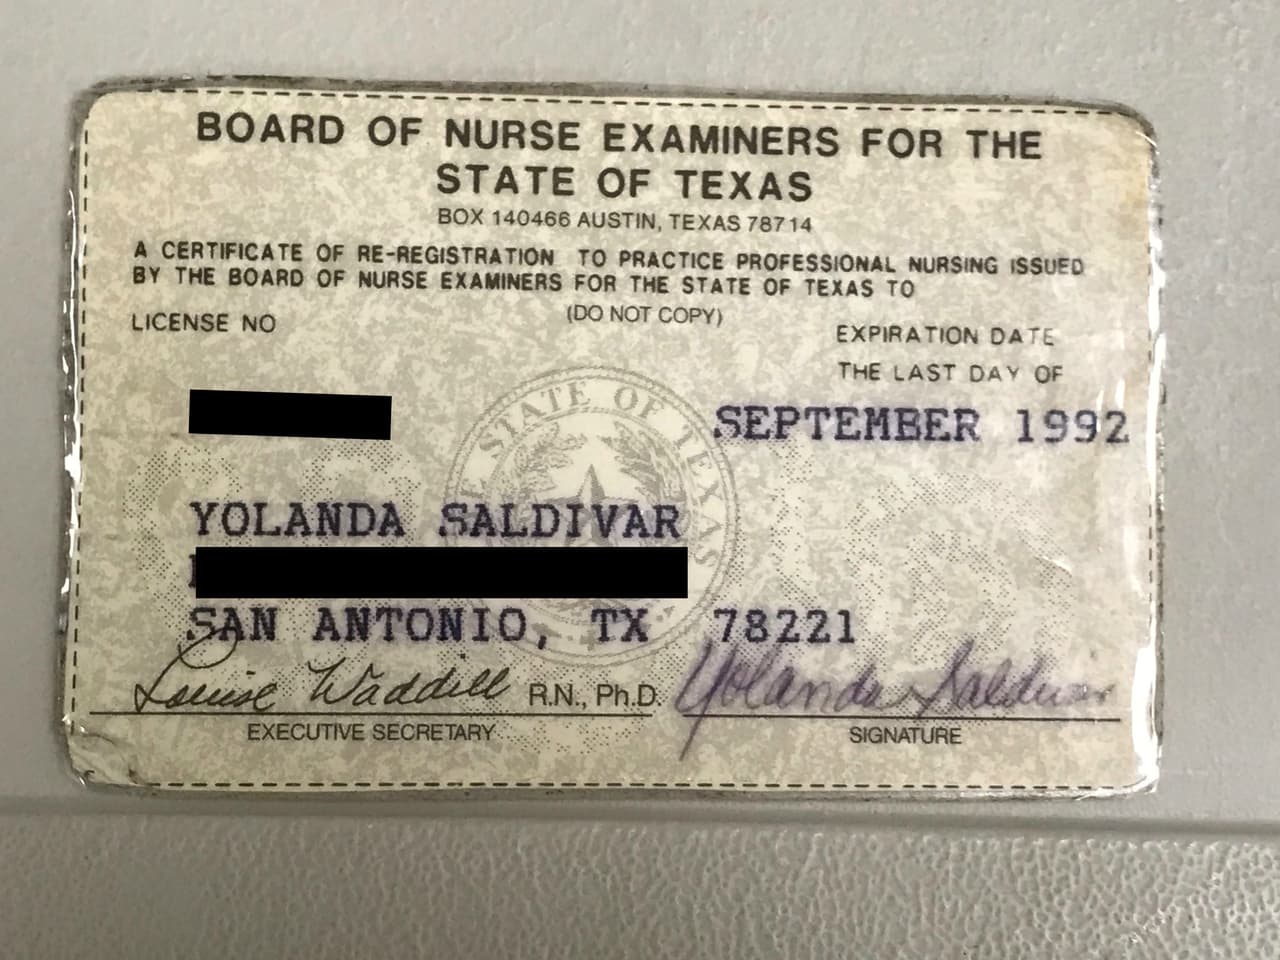 BOARD OF NURSE EXAMINERS FOR THE
STATE OF TEXAS
BOX 140466 AUSTIN, TEXAS 78714
A CERTIFICATE OF RE-REGISTRATION TO PRACTICE PROFESSIONAL NURSING ISSUED
BY THE BOARD OF NURSE EXAMINERS FOR THE STATE OF TEXAS TO
(DO NOT COPY)
LICENSE NO
EXPIRATION DATE
THE LAST DAY OF
SEPTEMBER 1992
STATE OF TEXAS
YOLANDA SALDIVAR
SAN ANTONIO, TX 78221
Louise Waddill R.N., Ph.D.
Yolanda Saldivar
EXECUTIVE SECRETARY
SIGNATURE